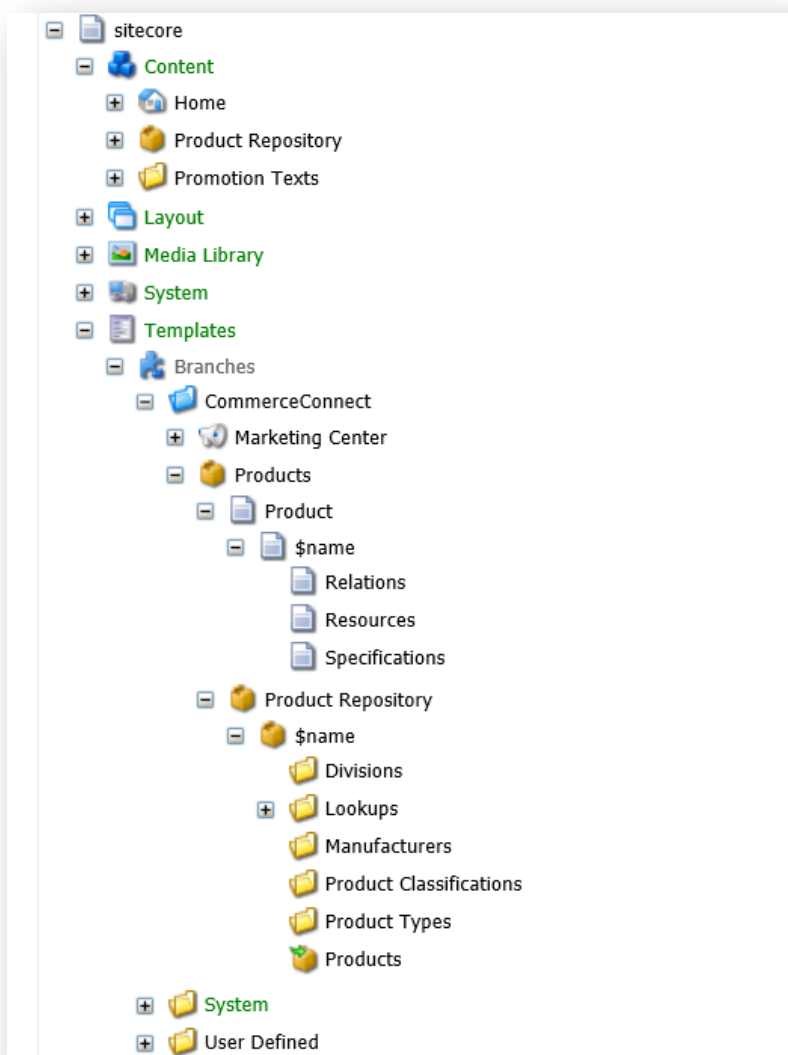 sitecore
Content
Home
Product Repository
Promotion Texts
Layout
Media Library
System
Templates
Branches
CommerceConnect
Marketing Center
Products
Product
$name
Relations
Resources
Specifications
Product Repository
$name
Divisions
Lookups
Manufacturers
Product Classifications
Product Types
Products
System
User Defined